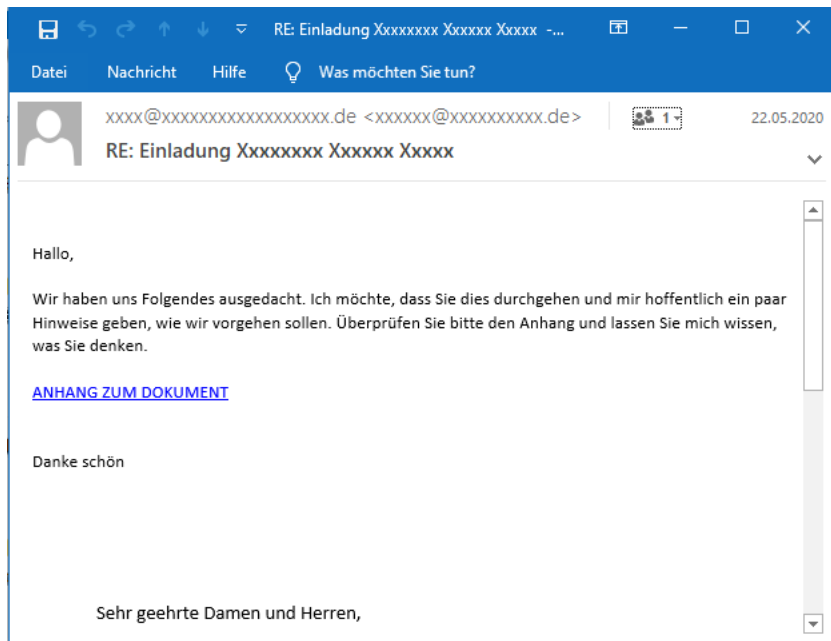 RE: Einladung Xxxxxxxx Xxxxxx Xxxxx -...
Datei Nachricht Hilfe Was möchten Sie tun?
xxxx@xxxxxxxxxxxxxxxxxx.de <xxxxxx@xxxxxxxxxx.de> 1 22.05.2020
RE: Einladung Xxxxxxxx Xxxxxx Xxxxx
Hallo,
Wir haben uns Folgendes ausgedacht. Ich möchte, dass Sie dies durchgehen und mir hoffentlich ein paar
Hinweise geben, wie wir vorgehen sollen. Überprüfen Sie bitte den Anhang und lassen Sie mich wissen,
was Sie denken.
ANHANG ZUM DOKUMENT
Danke schön
Sehr geehrte Damen und Herren,